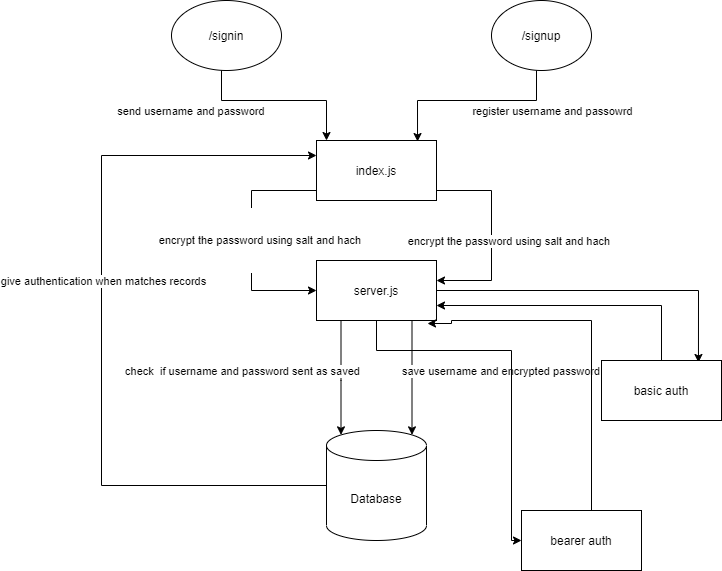 /signin
/signup
send username and password
register username and passowrd
index.js
encrypt the password using salt and hach
encrypt the password using salt and hach
give authentication when matches records
server.js
check  if username and password sent as saved
save username and encrypted password
basic auth
Database
bearer auth